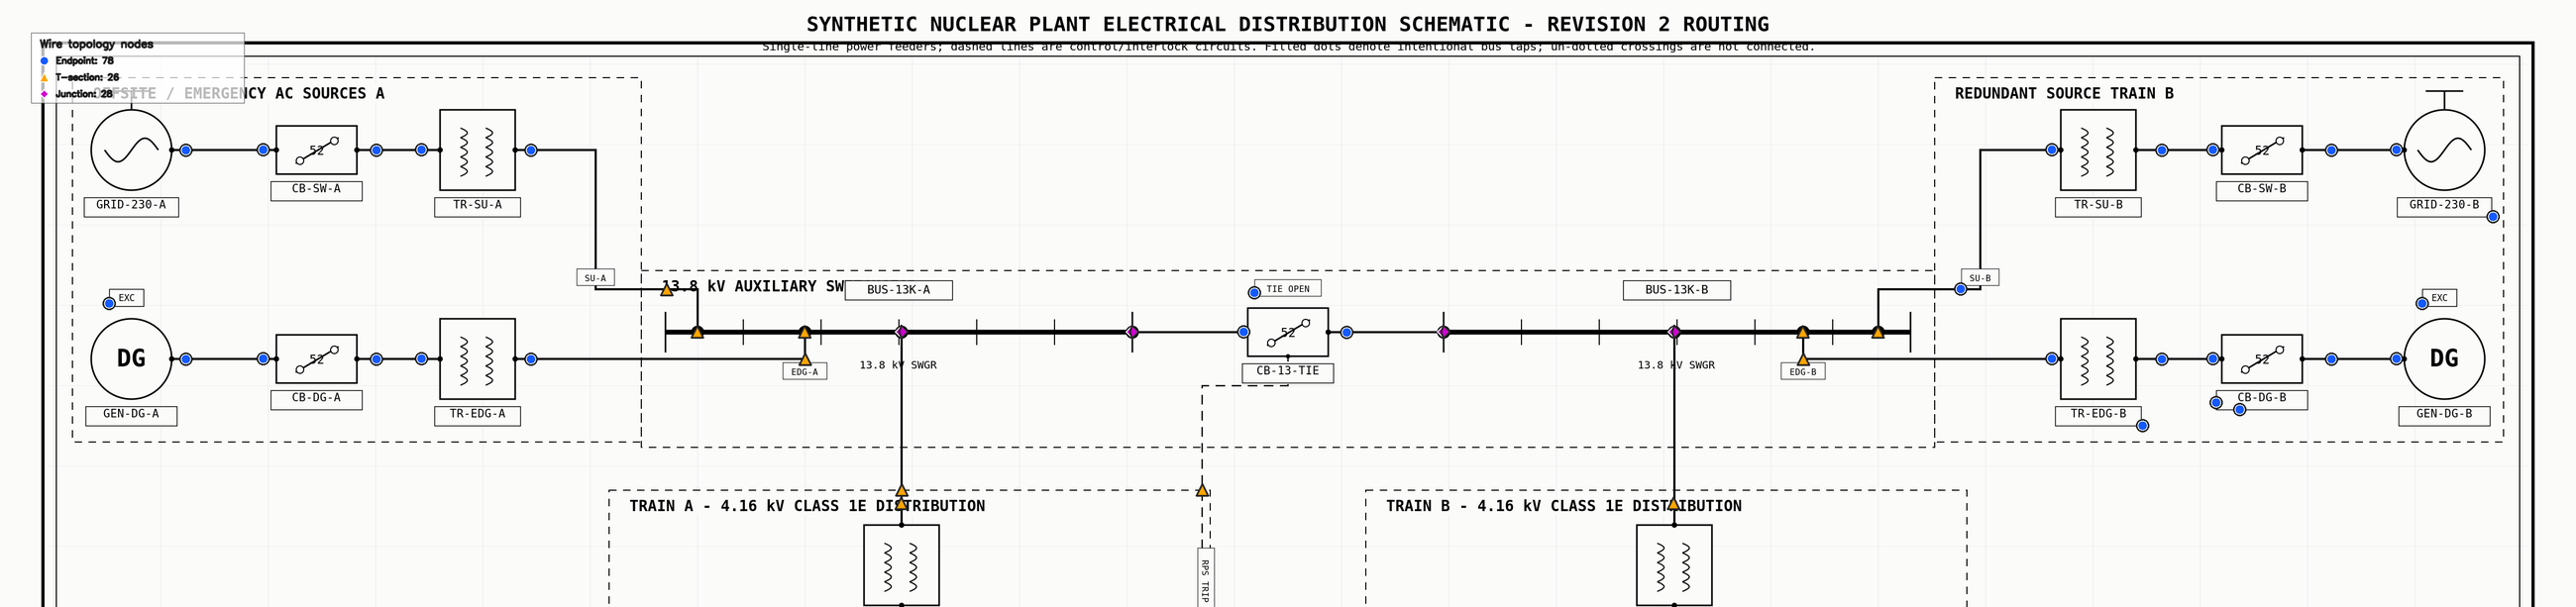 SYNTHETIC NUCLEAR PLANT ELECTRICAL DISTRIBUTION SCHEMATIC - REVISION 2 ROUTING
Single-line power feeders; dashed lines are control/interlock circuits. Filled dots denote intentional bus taps; un-dotted crossings are not connected.
Wire topology nodes
Endpoint: 78
T-section: 26
Junction: 28
OFFSITE / EMERGENCY AC SOURCES A
REDUNDANT SOURCE TRAIN B
52
52
CB-SW-A
CB-SW-B
GRID-230-A
TR-SU-A
TR-SU-B
GRID-230-B
SU-A
SU-B
13.8 kV AUXILIARY SW
BUS-13K-A
TIE OPEN
BUS-13K-B
EXC
EXC
52
DG
52
52
DG
13.8 kV SWGR
13.8 kV SWGR
EDG-A
CB-13-TIE
EDG-B
CB-DG-A
CB-DG-B
GEN-DG-A
TR-EDG-A
TR-EDG-B
GEN-DG-B
TRAIN A - 4.16 kV CLASS 1E DISTRIBUTION
TRAIN B - 4.16 kV CLASS 1E DISTRIBUTION
RPS TRIP